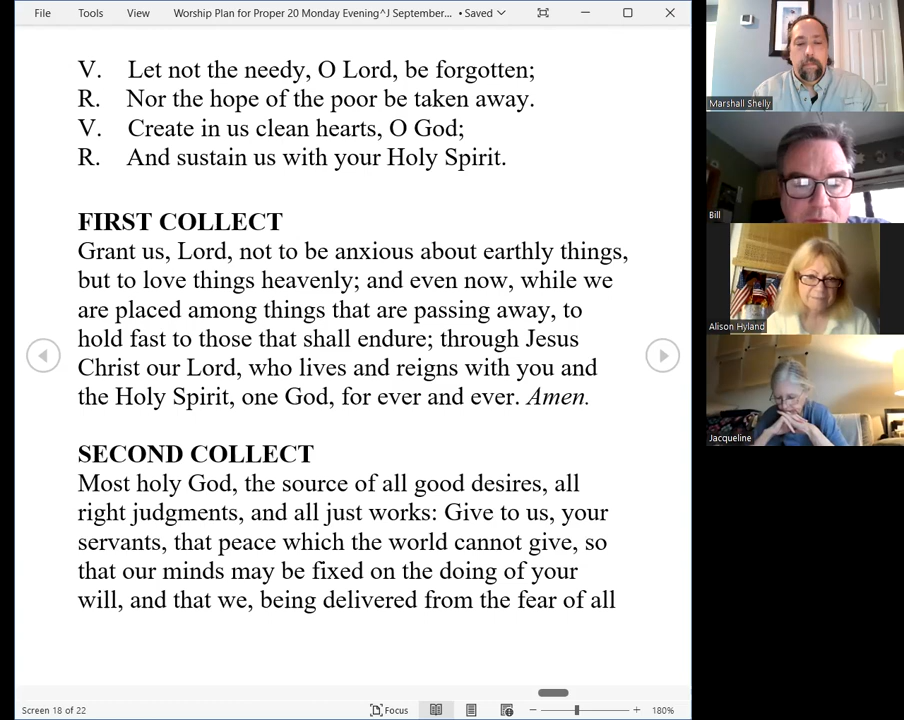 File Tools Worship Plan for Proper 20 Monday Evening^J September... • Saved
V. Let not the needy, O Lord, be forgotten;
R. Nor the hope of the poor be taken away.
V. Create in us clean hearts, O God;
R. And sustain us with your Holy Spirit.
FIRST COLLECT
Grant us, Lord, not to be anxious about earthly things,
but to love things heavenly; and even now, while we
are placed among things that are passing away, to
hold fast to those that shall endure; through Jesus
Christ our Lord, who lives and reigns with you and
the Holy Spirit, one God, for ever and ever. Amen.
SECOND COLLECT
Most holy God, the source of all good desires, all
right judgments, and all just works: Give to us, your
servants, that peace which the world cannot give, so
that our minds may be fixed on the doing of your
will, and that we, being delivered from the fear of all
Screen 18 of 22 Focus 180%
Marshall Shelly
Bill
Alison Hyland
Jacqueline